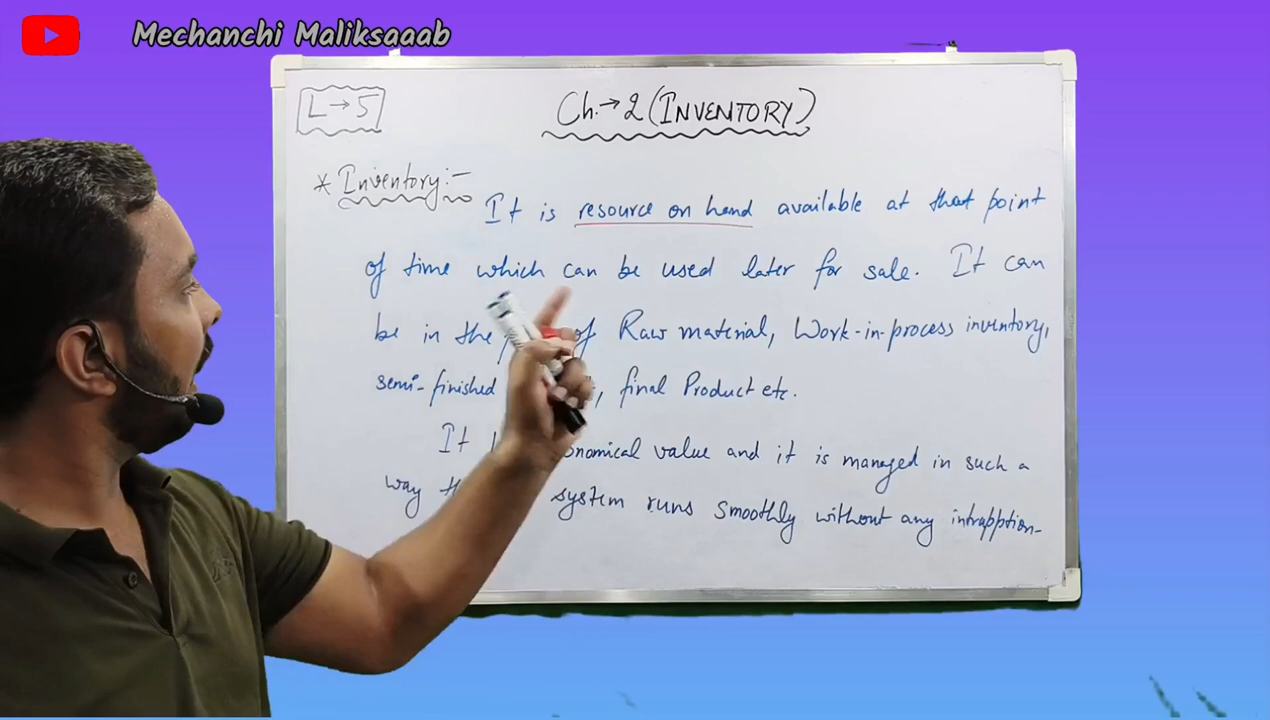 Mechanchi Maliksaaab
L → 5
Ch. → 2 (INVENTORY)
* Inventory :-
It is resource on hand available at that point
of time which can be used later for sale. It can
be in the of Raw material, Work-in-process inventory,
semi-finished , final Product etc.
It value and it is managed in such a
way system runs smoothly without any intrapption-